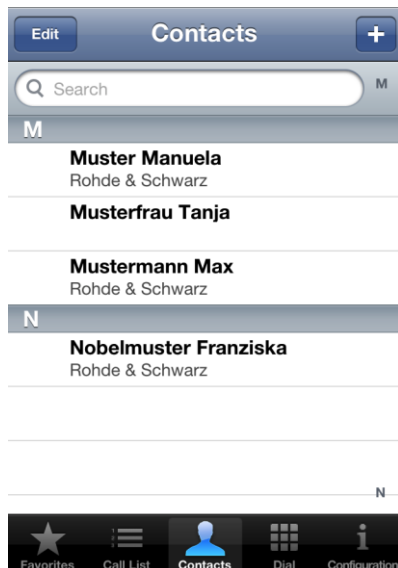 Edit Contacts +
Search M
M
Muster Manuela
Rohde & Schwarz
Musterfrau Tanja
Mustermann Max
Rohde & Schwarz
N
Nobelmuster Franziska
Rohde & Schwarz
N
Favorites Call List Contacts Dial Configuration